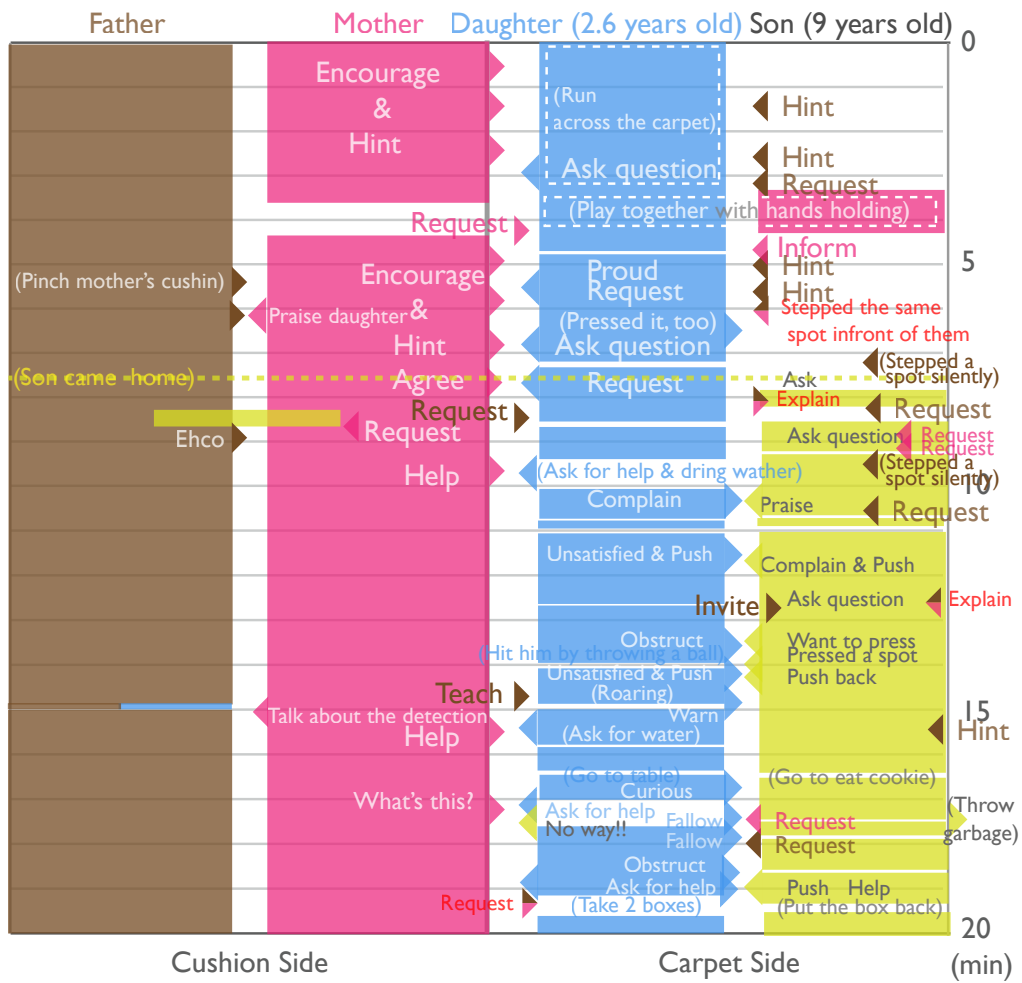 Father Mother Daughter (2.6 years old) Son (9 years old)
0
Encourage
&
Hint
(Run
across the carpet)
Hint
Ask question
Hint
Request
(Play together with hands holding)
Request
Inform
5
Encourage
&
Hint
(Pinch mother's cushin)
Proud
Request
Hint
Hint
Praise daughter
(Pressed it, too)
Stepped the same
spot infront of them
Ask question
(Stepped a
spot silently)
(Son came home)
Agree
Request
Ask
Explain
Request
Request
Request
Ehco
Ask question
Request
Request
Help
(Ask for help & dring wather)
(Stepped a
spot silently)
10
Complain
Praise
Request
Unsatisfied & Push
Complain & Push
Invite
Ask question
Explain
Obstruct
Want to press
(Hit him by throwing a ball)
Pressed a spot
Unsatisfied & Push
(Roaring)
Push back
Teach
15
Talk about the detection
Warn
Help
(Ask for water)
Hint
(Go to table)
Curious
(Go to eat cookie)
What's this?
Ask for help
No way!!
Fallow
Fallow
Request
Request
(Throw
garbage)
Obstruct
Ask for help
Push Help
Request
(Take 2 boxes)
(Put the box back)
20
(min)
Cushion Side Carpet Side